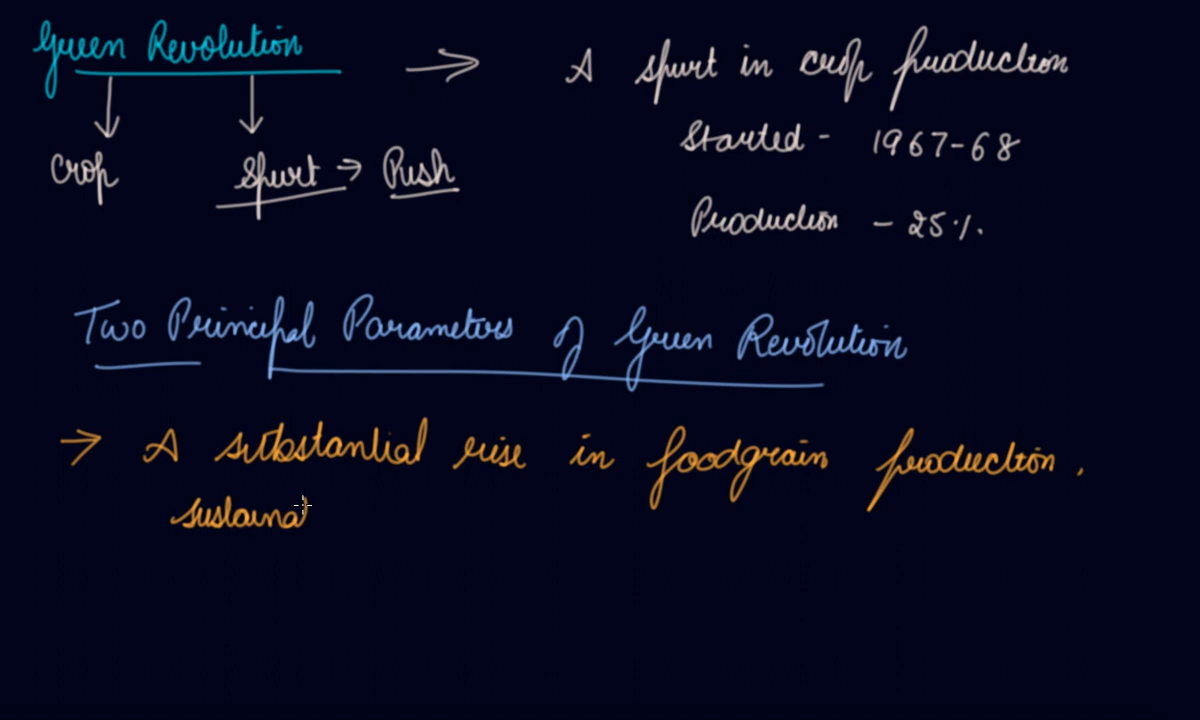 Green Revolution → A spurt in crop production
Started - 1967-68
Crop Spurt → Push
Production - 25%.
Two Principal Parameters of Green Revolution
→ A substantial rise in foodgrain production.
sustaina